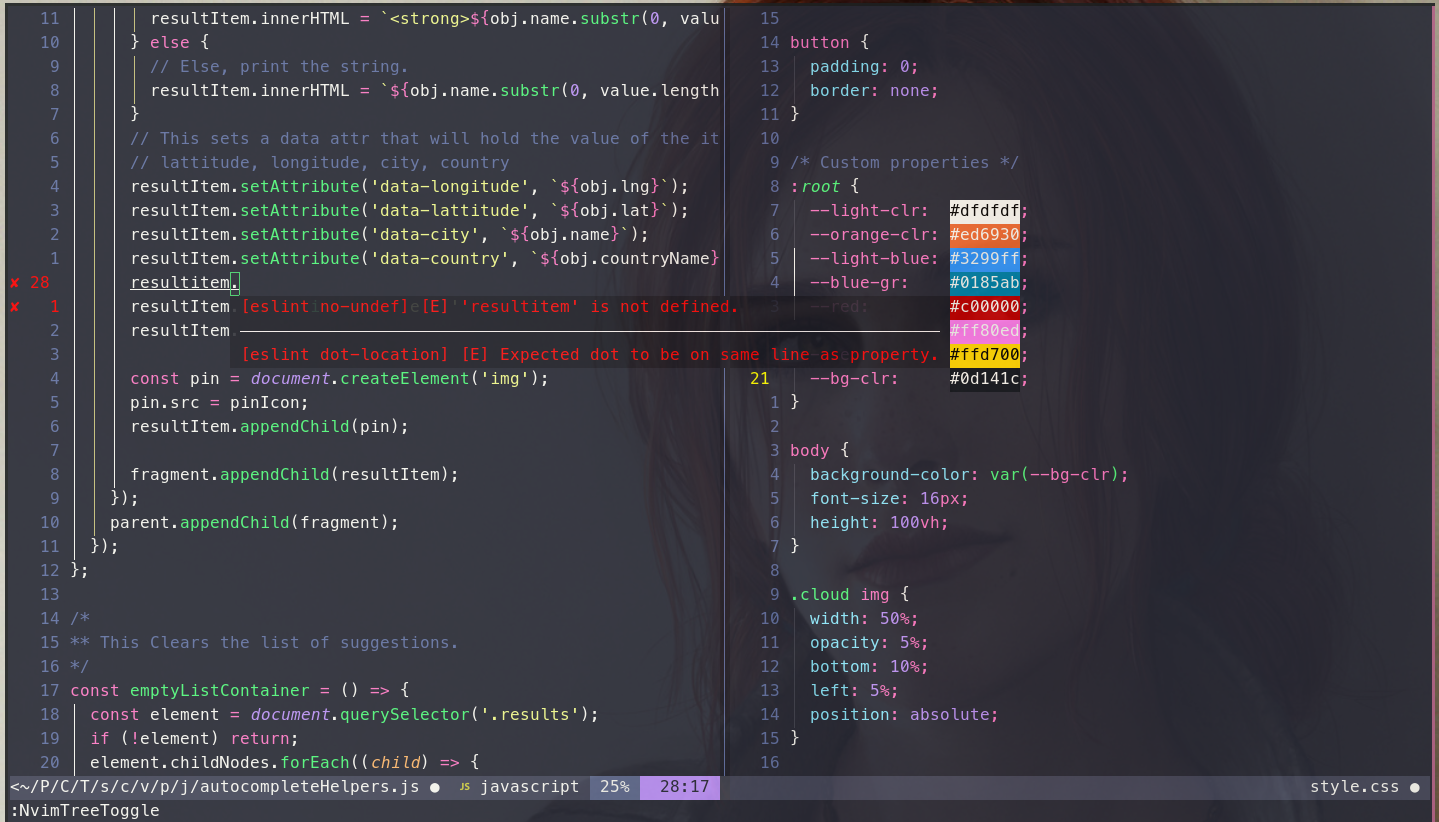 11 resultItem.innerHTML = `<strong>${obj.name.substr(0, valu
10 } else {
9 // Else, print the string.
8 resultItem.innerHTML = `${obj.name.substr(0, value.length
7 }
6 // This sets a data attr that will hold the value of the it
5 // lattitude, longitude, city, country
4 resultItem.setAttribute('data-longitude', `${obj.lng}`);
3 resultItem.setAttribute('data-lattitude', `${obj.lat}`);
2 resultItem.setAttribute('data-city', `${obj.name}`);
1 resultItem.setAttribute('data-country', `${obj.countryName}
✘ 28 resultitem.
✘ 1 resultItem [eslint no-undef] [E] 'resultitem' is not defined.
2 resultItem.
3 [eslint dot-location] [E] Expected dot to be on same line as property.
4 const pin = document.createElement('img');
5 pin.src = pinIcon;
6 resultItem.appendChild(pin);
7
8 fragment.appendChild(resultItem);
9 });
10 parent.appendChild(fragment);
11 });
12 };
13
14 /*
15 ** This Clears the list of suggestions.
16 */
17 const emptyListContainer = () => {
18 const element = document.querySelector('.results');
19 if (!element) return;
20 element.childNodes.forEach((child) => {
<~/P/C/T/s/c/v/p/j/autocompleteHelpers.js ● JS javascript 25% 28:17
:NvimTreeToggle
15
14 button {
13 padding: 0;
12 border: none;
11 }
10
9 /* Custom properties */
8 :root {
7 --light-clr: #dfdfdf;
6 --orange-clr: #ed6930;
5 --light-blue: #3299ff;
4 --blue-gr: #0185ab;
3 --red: #c00000;
#ff80ed;
#ffd700;
21 --bg-clr: #0d141c;
1 }
2
3 body {
4 background-color: var(--bg-clr);
5 font-size: 16px;
6 height: 100vh;
7 }
8
9 .cloud img {
10 width: 50%;
11 opacity: 5%;
12 bottom: 10%;
13 left: 5%;
14 position: absolute;
15 }
16
style.css ●